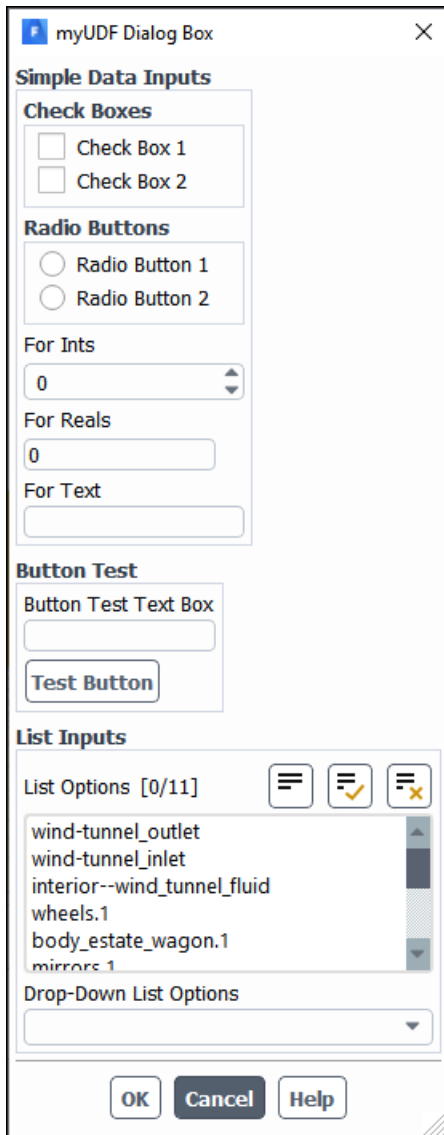 myUDF Dialog Box
Simple Data Inputs
Check Boxes
Check Box 1
Check Box 2
Radio Buttons
Radio Button 1
Radio Button 2
For Ints
0
For Reals
0
For Text
Button Test
Button Test Text Box
Test Button
List Inputs
List Options [0/11]
wind-tunnel_outlet
wind-tunnel_inlet
interior--wind_tunnel_fluid
wheels.1
body_estate_wagon.1
mirrors.1
Drop-Down List Options
OK Cancel Help